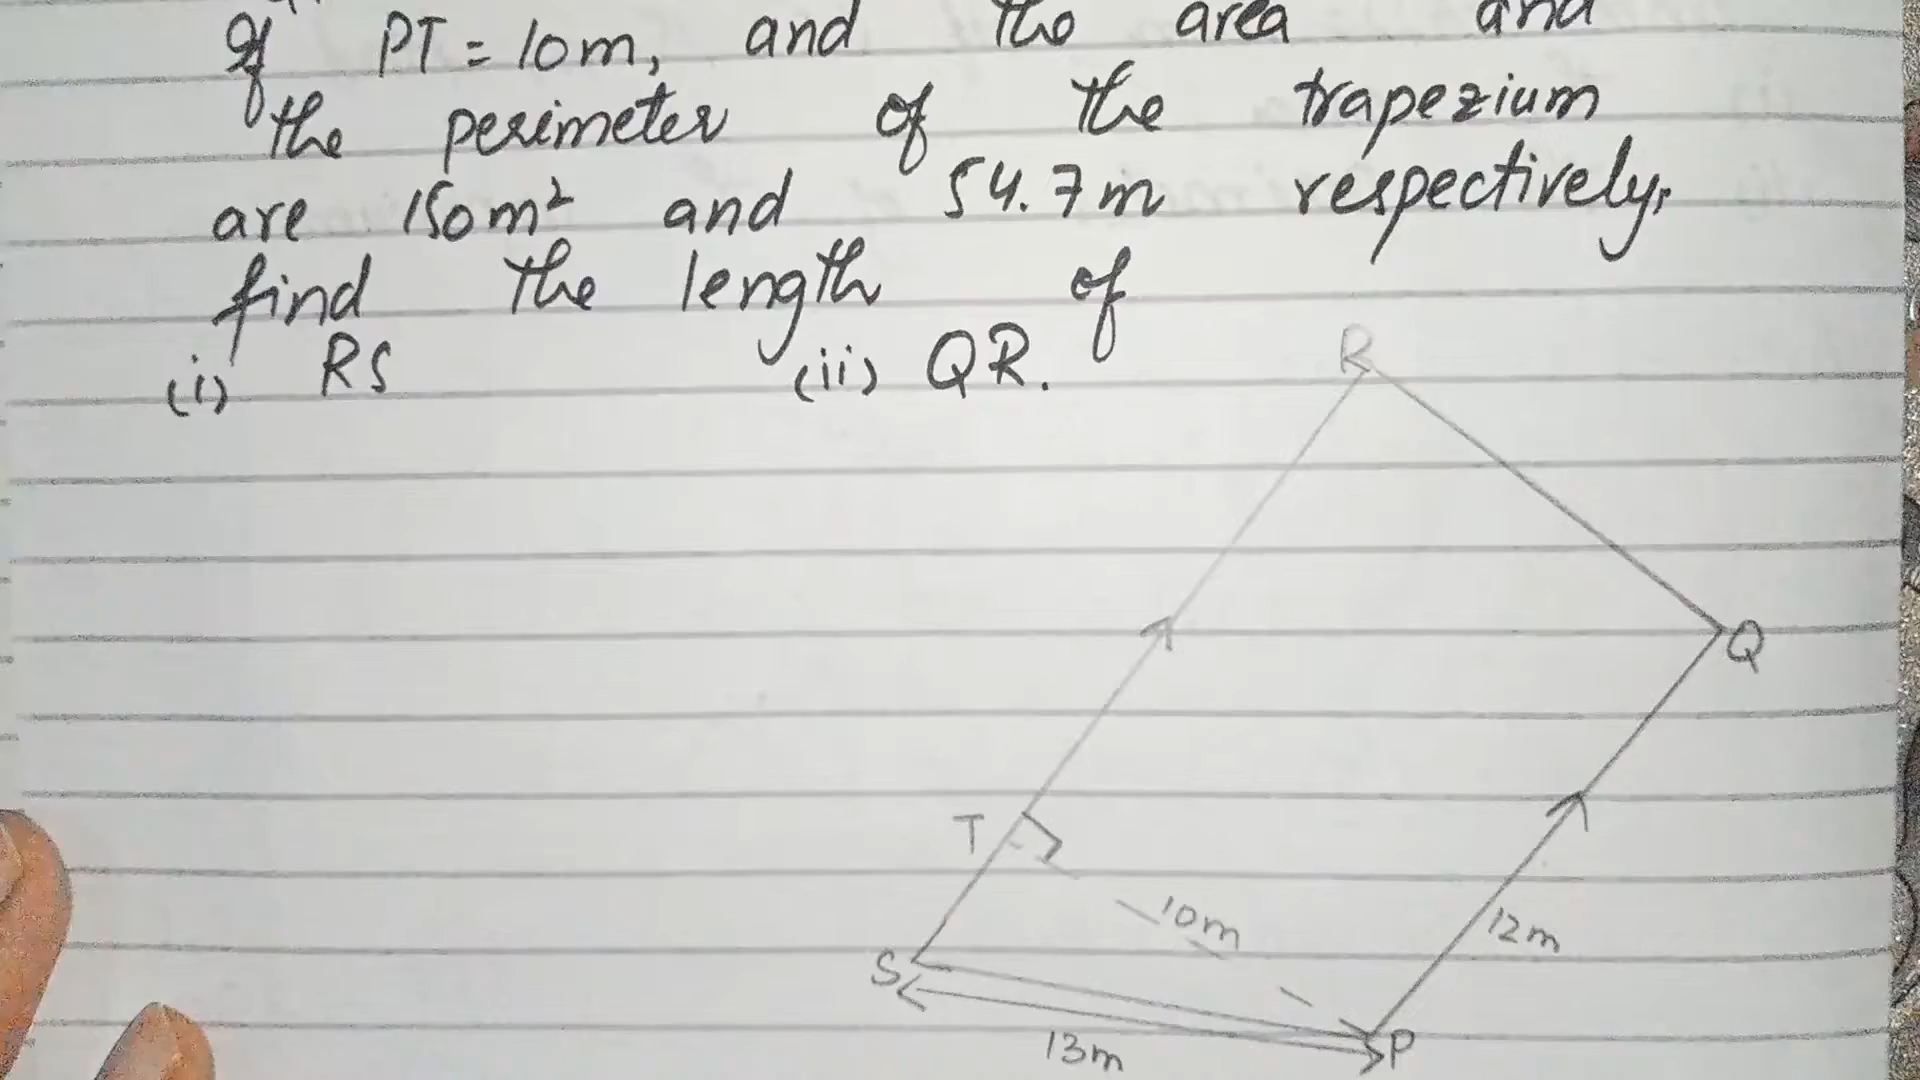 If PT = 10m, and the area and
the perimeter of the trapezium
are 150m² and 54.7m respectively,
find the length of
(i) RS (ii) QR.
R
Q
T
10m
12m
S
13m
P